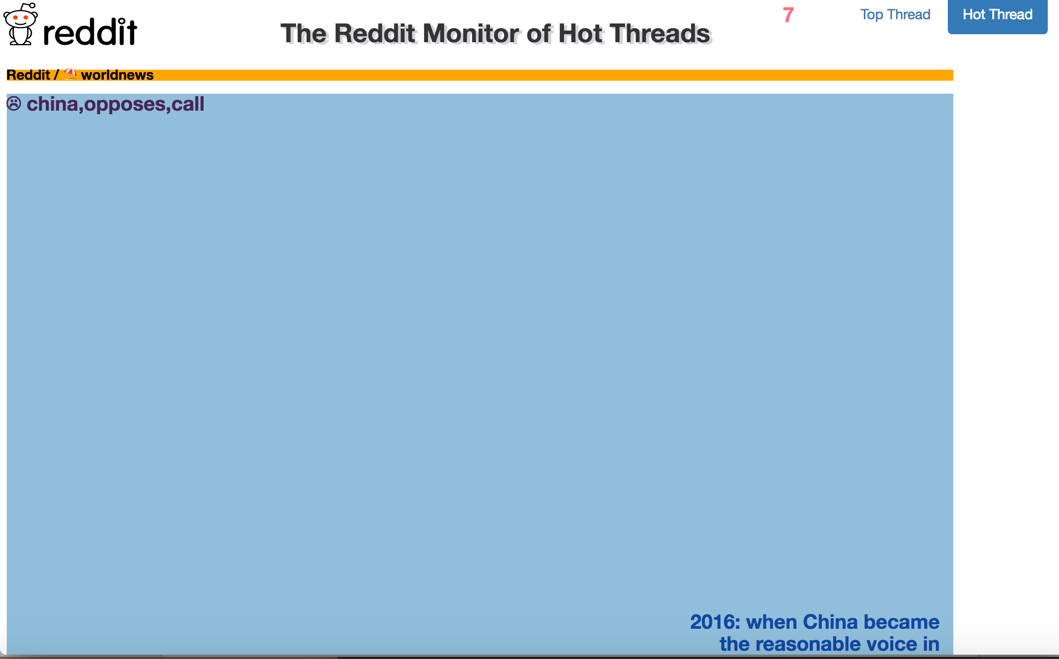 reddit
The Reddit Monitor of Hot Threads
7
Top Thread
Hot Thread
Reddit / worldnews
☹ china,opposes,call
2016: when China became
the reasonable voice in